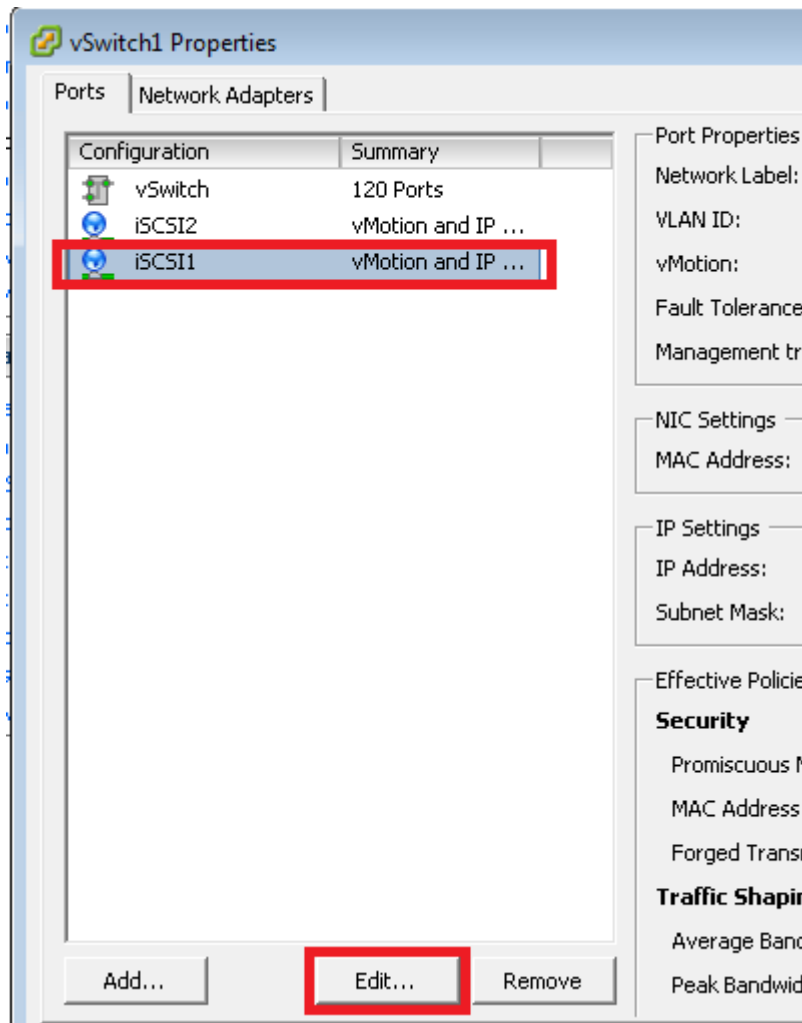 vSwitch1 Properties
Ports
Network Adapters
Configuration Summary
vSwitch 120 Ports
iSCSI2 vMotion and IP ...
iSCSI1 vMotion and IP ...
Add... Edit... Remove
Port Properties
Network Label:
VLAN ID:
vMotion:
Fault Tolerance
Management tr
NIC Settings
MAC Address:
IP Settings
IP Address:
Subnet Mask:
Effective Policie
Security
Promiscuous M
MAC Address
Forged Transm
Traffic Shapin
Average Band
Peak Bandwid